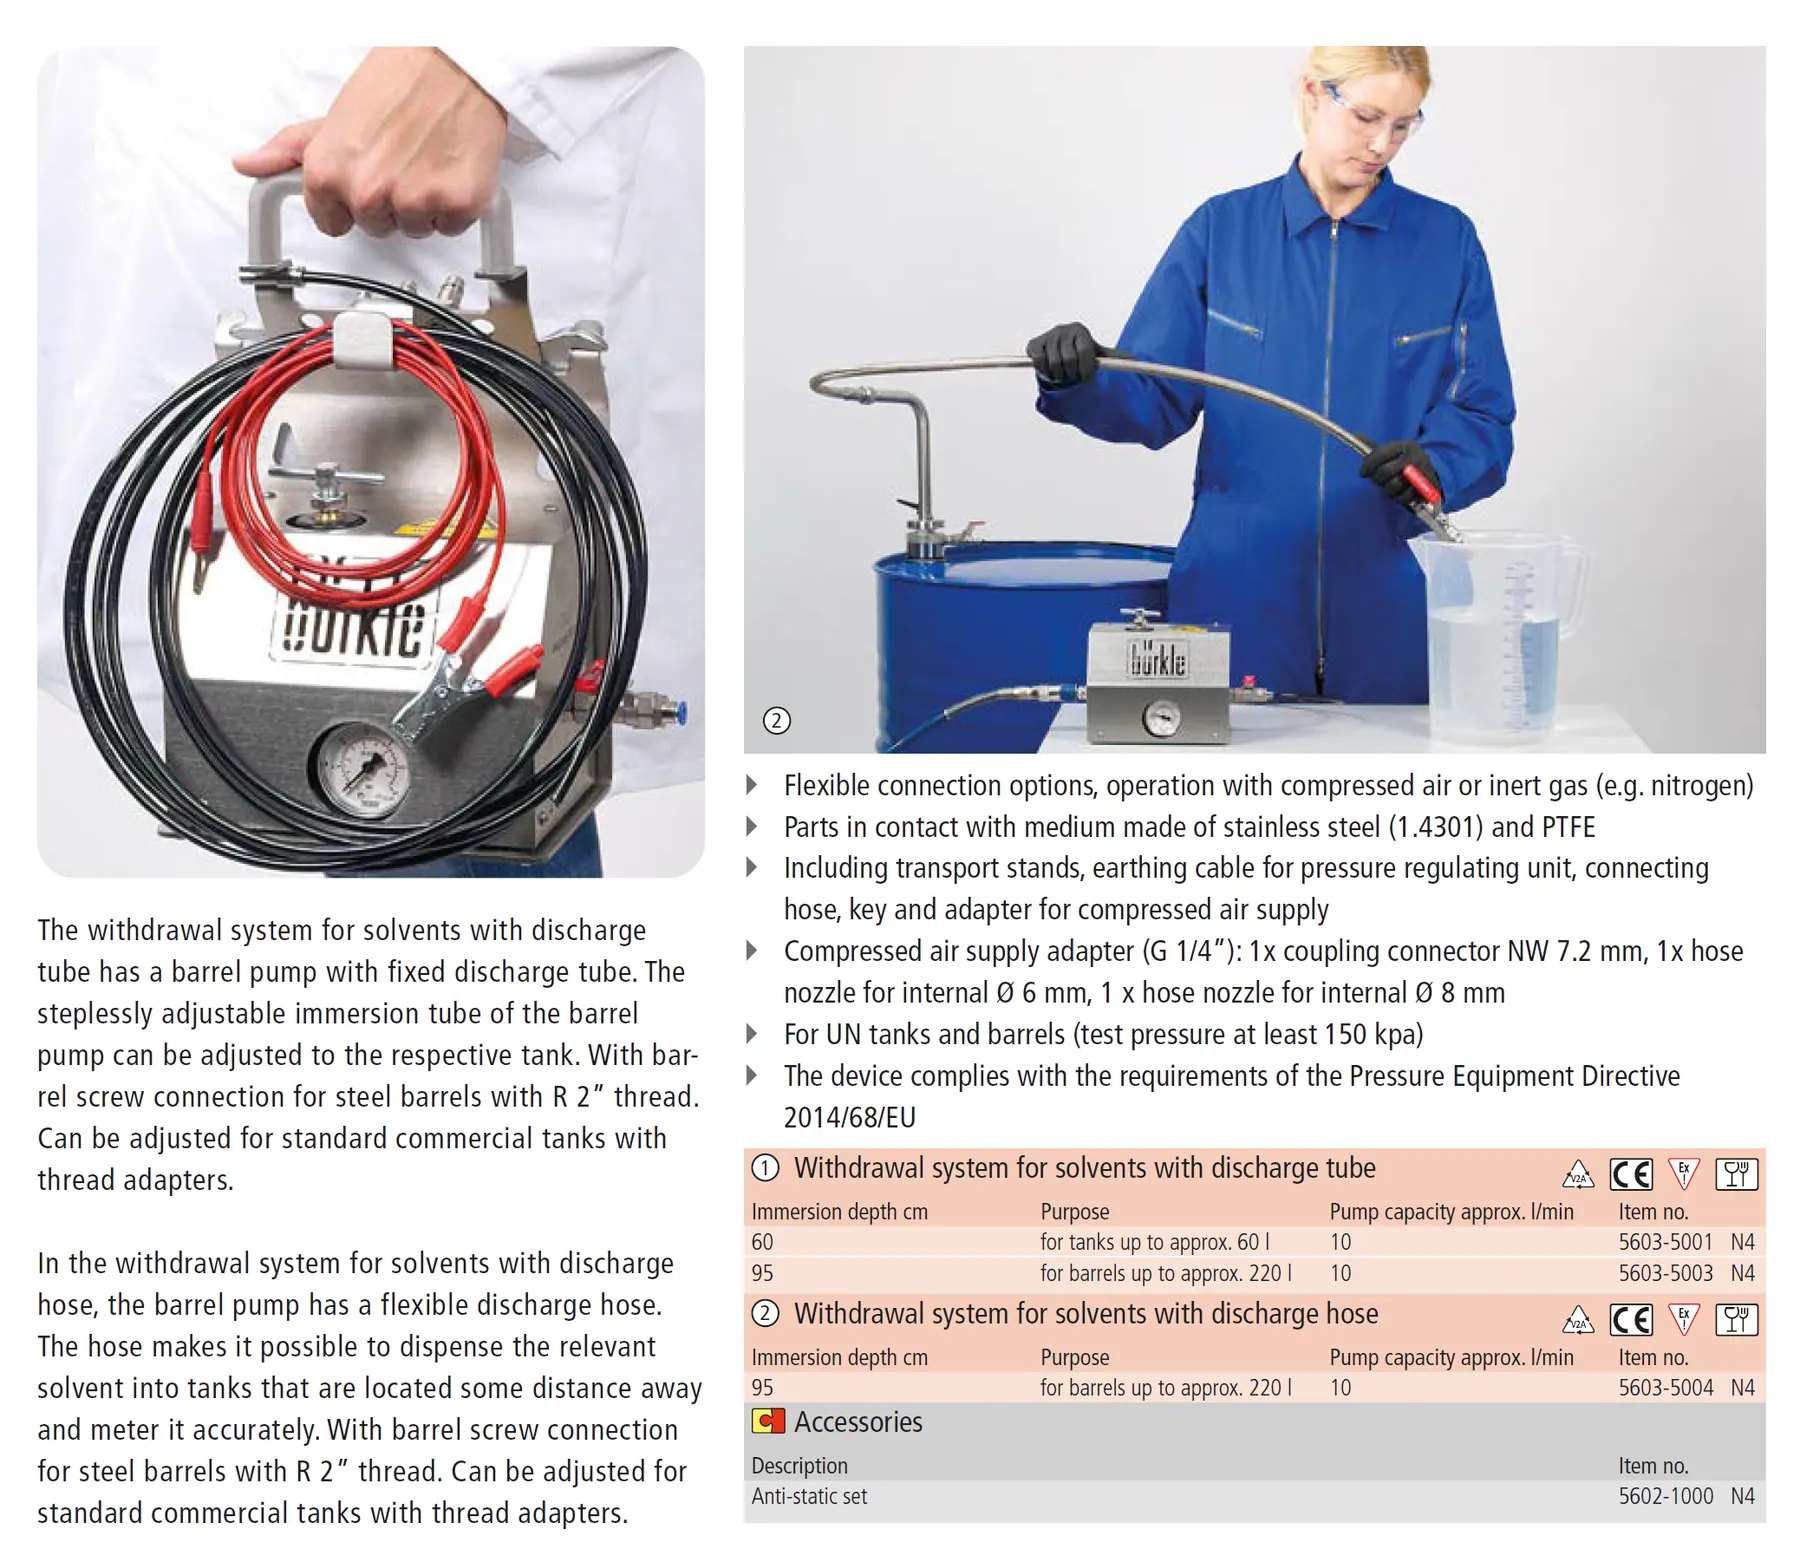 bürkle
The withdrawal system for solvents with discharge
tube has a barrel pump with fixed discharge tube. The
steplessly adjustable immersion tube of the barrel
pump can be adjusted to the respective tank. With bar-
rel screw connection for steel barrels with R 2″ thread.
Can be adjusted for standard commercial tanks with
thread adapters.
In the withdrawal system for solvents with discharge
hose, the barrel pump has a flexible discharge hose.
The hose makes it possible to dispense the relevant
solvent into tanks that are located some distance away
and meter it accurately. With barrel screw connection
for steel barrels with R 2″ thread. Can be adjusted for
standard commercial tanks with thread adapters.
bürkle
2
Flexible connection options, operation with compressed air or inert gas (e.g. nitrogen)
Parts in contact with medium made of stainless steel (1.4301) and PTFE
Including transport stands, earthing cable for pressure regulating unit, connecting
hose, key and adapter for compressed air supply
Compressed air supply adapter (G 1/4″): 1x coupling connector NW 7.2 mm, 1x hose
nozzle for internal Ø 6 mm, 1 x hose nozzle for internal Ø 8 mm
For UN tanks and barrels (test pressure at least 150 kpa)
The device complies with the requirements of the Pressure Equipment Directive
2014/68/EU
1 Withdrawal system for solvents with discharge tube V2A CE Ex !
Immersion depth cm Purpose Pump capacity approx. l/min Item no.
60 for tanks up to approx. 60 l 10 5603-5001 N4
95 for barrels up to approx. 220 l 10 5603-5003 N4
2 Withdrawal system for solvents with discharge hose V2A CE Ex !
Immersion depth cm Purpose Pump capacity approx. l/min Item no.
95 for barrels up to approx. 220 l 10 5603-5004 N4
C Accessories
Description Item no.
Anti-static set 5602-1000 N4